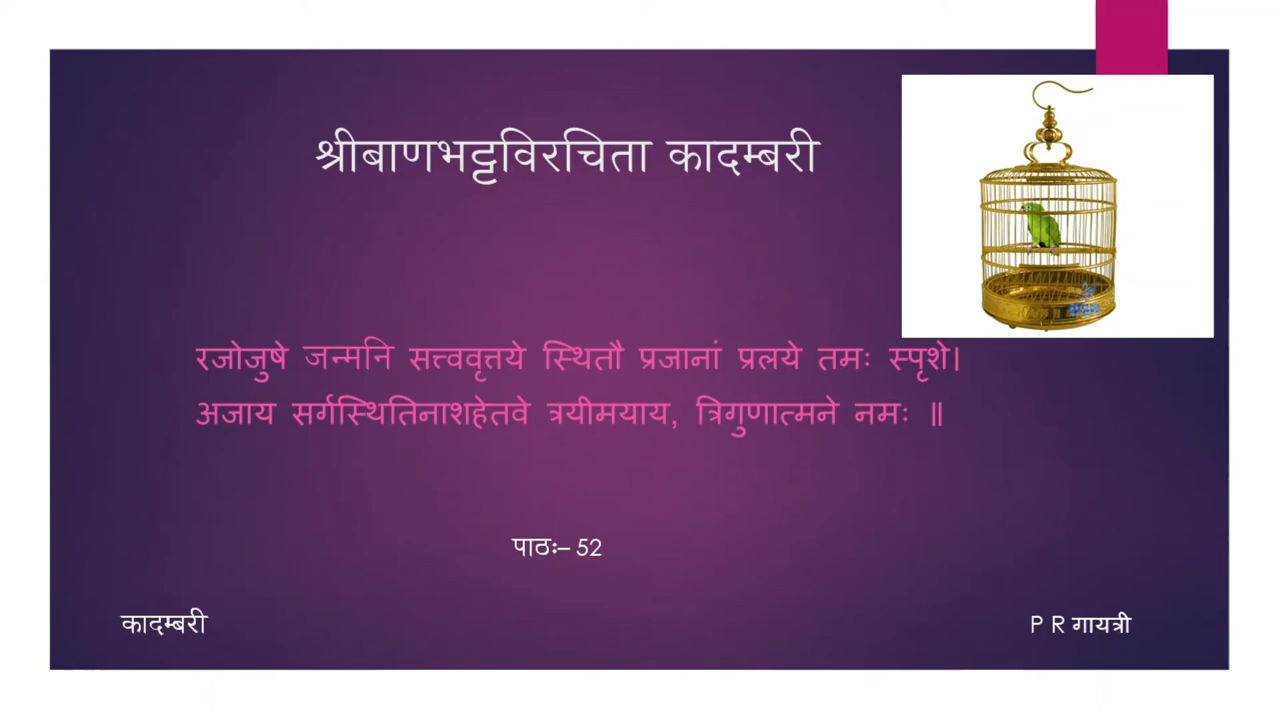 श्रीबाणभट्टविरचिता कादम्बरी
रजोजुषे जन्मनि सत्त्ववृत्तये स्थितौ प्रजानां प्रलये तमः स्पृशे।
अजाय सर्गस्थितिनाशहेतवे त्रयीमयाय, त्रिगुणात्मने नमः ॥
पाठः– 52
कादम्बरी
P R गायत्री